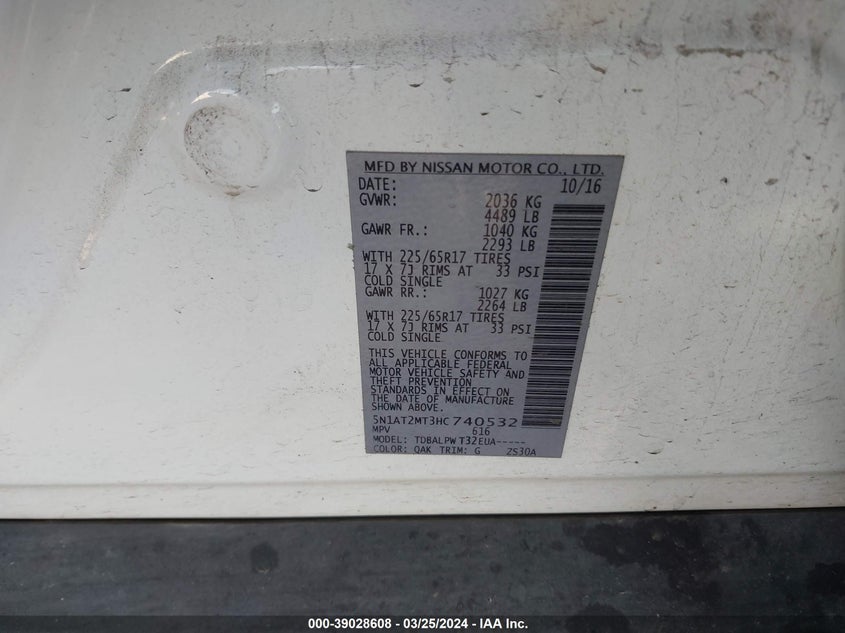 MFD BY NISSAN MOTOR CO., LTD.
DATE: 10/16
GVWR: 2036 KG
4489 LB
GAWR FR.: 1040 KG
2293 LB
WITH 225/65R17 TIRES
17 X 7J RIMS AT 33 PSI
COLD SINGLE
GAWR RR.: 1027 KG
2264 LB
WITH 225/65R17 TIRES
17 X 7J RIMS AT 33 PSI
COLD SINGLE
THIS VEHICLE CONFORMS TO
ALL APPLICABLE FEDERAL
MOTOR VEHICLE SAFETY AND
THEFT PREVENTION
STANDARDS IN EFFECT ON
THE DATE OF MANUFACTURE
SHOWN ABOVE.
5N1AT2MT3HC740532
MPV 616
MODEL: TDBALPW T32EUA-----
COLOR: QAK TRIM: G ZS30A
000-39028608 - 03/25/2024 - IAA Inc.